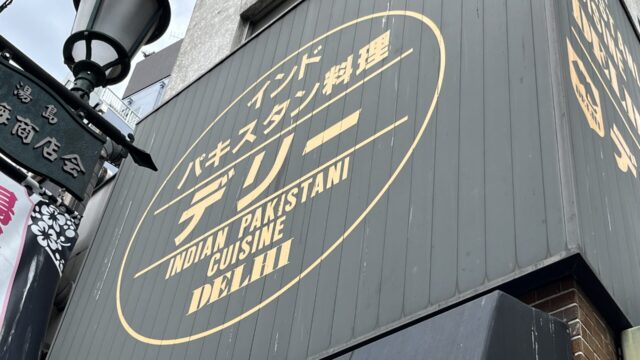 インド
パキスタン料理
デリー
INDIAN PAKISTANI
CUISINE
DELHI
湯島
商店会